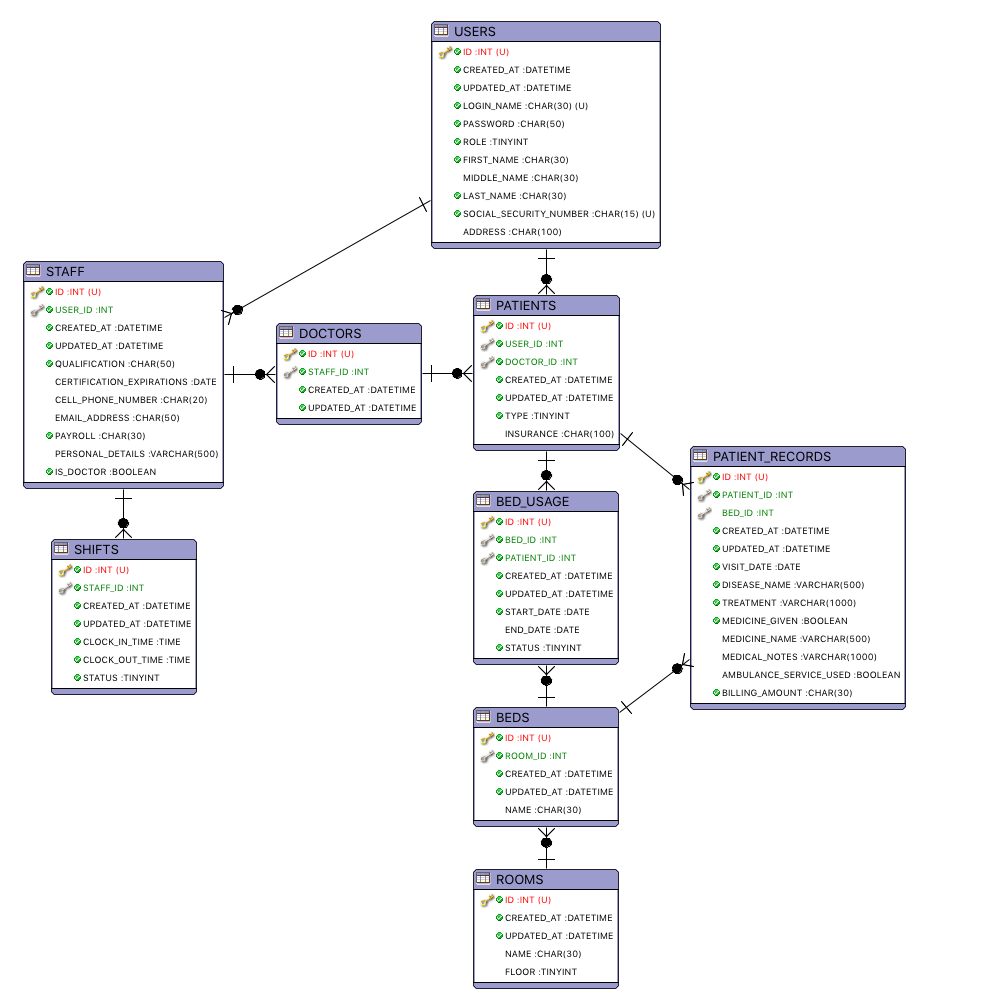 USERS
ID :INT (U)
CREATED_AT :DATETIME
UPDATED_AT :DATETIME
LOGIN_NAME :CHAR(30) (U)
PASSWORD :CHAR(50)
ROLE :TINYINT
FIRST_NAME :CHAR(30)
MIDDLE_NAME :CHAR(30)
LAST_NAME :CHAR(30)
SOCIAL_SECURITY_NUMBER :CHAR(15) (U)
ADDRESS :CHAR(100)
STAFF
ID :INT (U)
USER_ID :INT
CREATED_AT :DATETIME
UPDATED_AT :DATETIME
QUALIFICATION :CHAR(50)
CERTIFICATION_EXPIRATIONS :DATE
CELL_PHONE_NUMBER :CHAR(20)
EMAIL_ADDRESS :CHAR(50)
PAYROLL :CHAR(30)
PERSONAL_DETAILS :VARCHAR(500)
IS_DOCTOR :BOOLEAN
DOCTORS
ID :INT (U)
STAFF_ID :INT
CREATED_AT :DATETIME
UPDATED_AT :DATETIME
PATIENTS
ID :INT (U)
USER_ID :INT
DOCTOR_ID :INT
CREATED_AT :DATETIME
UPDATED_AT :DATETIME
TYPE :TINYINT
INSURANCE :CHAR(100)
PATIENT_RECORDS
ID :INT (U)
PATIENT_ID :INT
BED_ID :INT
CREATED_AT :DATETIME
UPDATED_AT :DATETIME
VISIT_DATE :DATE
DISEASE_NAME :VARCHAR(500)
TREATMENT :VARCHAR(1000)
MEDICINE_GIVEN :BOOLEAN
MEDICINE_NAME :VARCHAR(500)
MEDICAL_NOTES :VARCHAR(1000)
AMBULANCE_SERVICE_USED :BOOLEAN
BILLING_AMOUNT :CHAR(30)
BED_USAGE
ID :INT (U)
BED_ID :INT
PATIENT_ID :INT
CREATED_AT :DATETIME
UPDATED_AT :DATETIME
START_DATE :DATE
END_DATE :DATE
STATUS :TINYINT
SHIFTS
ID :INT (U)
STAFF_ID :INT
CREATED_AT :DATETIME
UPDATED_AT :DATETIME
CLOCK_IN_TIME :TIME
CLOCK_OUT_TIME :TIME
STATUS :TINYINT
BEDS
ID :INT (U)
ROOM_ID :INT
CREATED_AT :DATETIME
UPDATED_AT :DATETIME
NAME :CHAR(30)
ROOMS
ID :INT (U)
CREATED_AT :DATETIME
UPDATED_AT :DATETIME
NAME :CHAR(30)
FLOOR :TINYINT